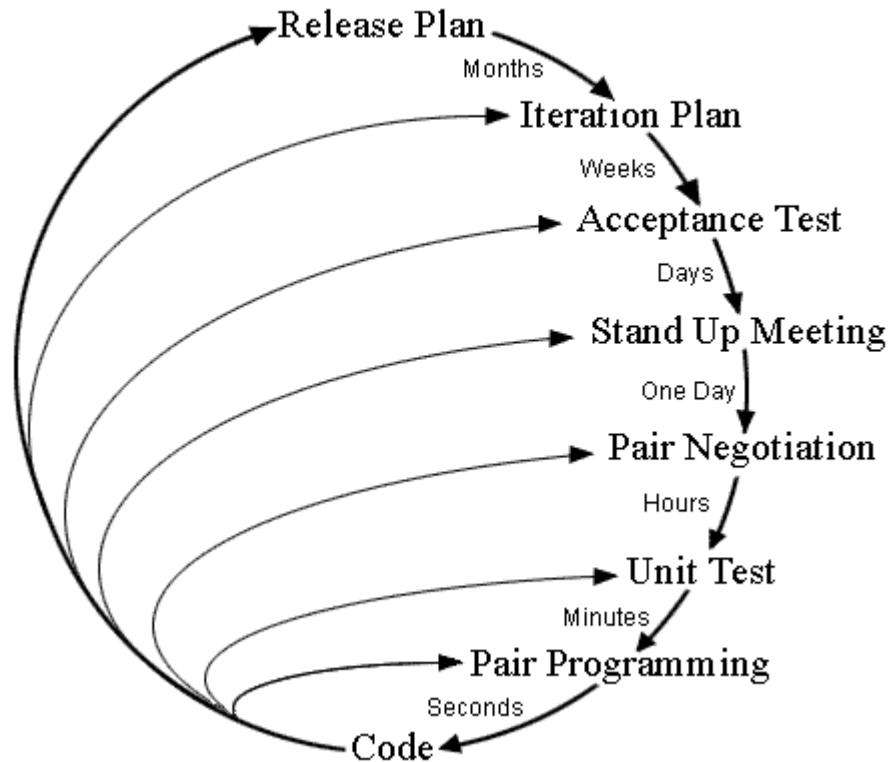 Release Plan
Months
Iteration Plan
Weeks
Acceptance Test
Days
Stand Up Meeting
One Day
Pair Negotiation
Hours
Unit Test
Minutes
Pair Programming
Seconds
Code